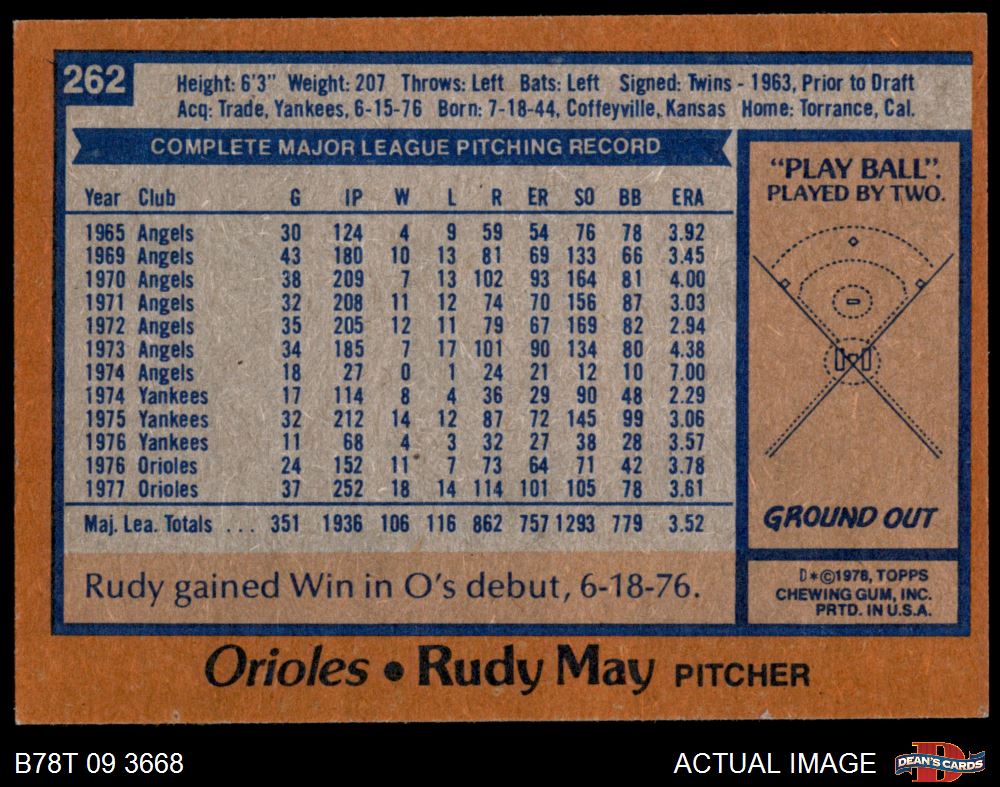 262
Height: 6'3" Weight: 207 Throws: Left Bats: Left Signed: Twins - 1963, Prior to Draft
Acq: Trade, Yankees, 6-15-76 Born: 7-18-44, Coffeyville, Kansas Home: Torrance, Cal.
COMPLETE MAJOR LEAGUE PITCHING RECORD
Year Club G IP W L R ER SO BB ERA
1965 Angels 30 124 4 9 59 54 76 78 3.92
1969 Angels 43 180 10 13 81 69 133 66 3.45
1970 Angels 38 209 7 13 102 93 164 81 4.00
1971 Angels 32 208 11 12 74 70 156 87 3.03
1972 Angels 35 205 12 11 79 67 169 82 2.94
1973 Angels 34 185 7 17 101 90 134 80 4.38
1974 Angels 18 27 0 1 24 21 12 10 7.00
1974 Yankees 17 114 8 4 36 29 90 48 2.29
1975 Yankees 32 212 14 12 87 72 145 99 3.06
1976 Yankees 11 68 4 3 32 27 38 28 3.57
1976 Orioles 24 152 11 7 73 64 71 42 3.78
1977 Orioles 37 252 18 14 114 101 105 78 3.61
Maj. Lea. Totals ... 351 1936 106 116 862 757 1293 779 3.52
Rudy gained Win in O's debut, 6-18-76.
"PLAY BALL".
PLAYED BY TWO.
GROUND OUT
D*©1978, TOPPS
CHEWING GUM, INC.
PRTD. IN U.S.A.
Orioles • Rudy May PITCHER
B78T 09 3668
ACTUAL IMAGE
DEAN'S CARDS